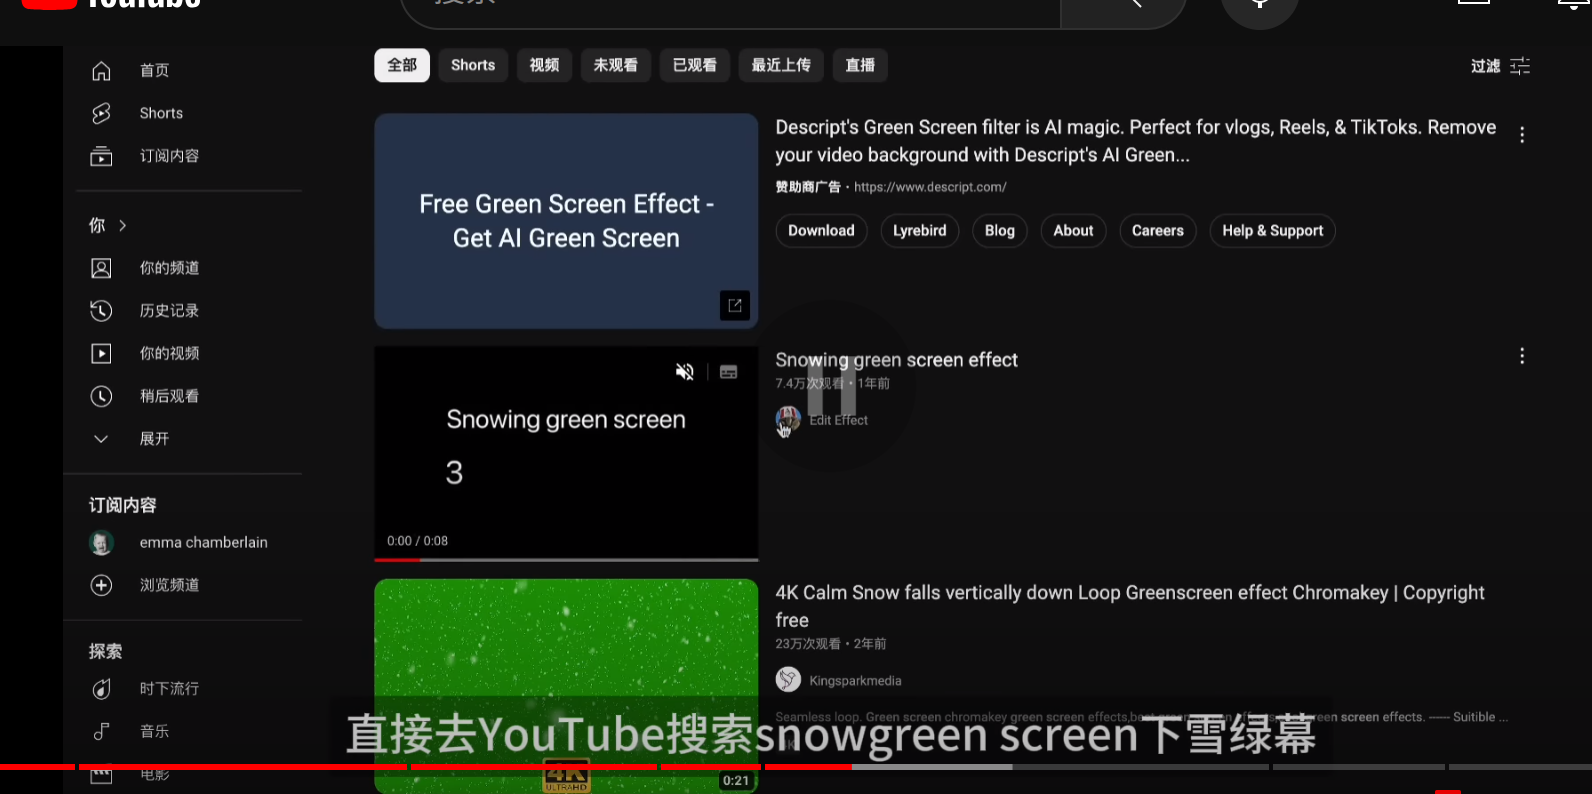 YouTube
搜索
首页
Shorts
订阅内容
你
你的频道
历史记录
你的视频
稍后观看
展开
订阅内容
emma chamberlain
浏览频道
探索
时下流行
音乐
电影
全部 Shorts 视频 未观看 已观看 最近上传 直播
过滤
Free Green Screen Effect -
Get AI Green Screen
Descript's Green Screen filter is AI magic. Perfect for vlogs, Reels, & TikToks. Remove
your video background with Descript's AI Green...
赞助商广告 · https://www.descript.com/
Download Lyrebird Blog About Careers Help & Support
Snowing green screen
3
0:00 / 0:08
Snowing green screen effect
7.4万次观看 · 1年前
Edit Effect
4K Calm Snow falls vertically down Loop Greenscreen effect Chromakey | Copyright
free
23万次观看 · 2年前
Kingsparkmedia
Seamless loop. Green screen chromakey green screen effects,
screen effects. ----- Suitible ...
直接去YouTube搜索snowgreen screen下雪绿幕
4K
ULTRAHD
0:21